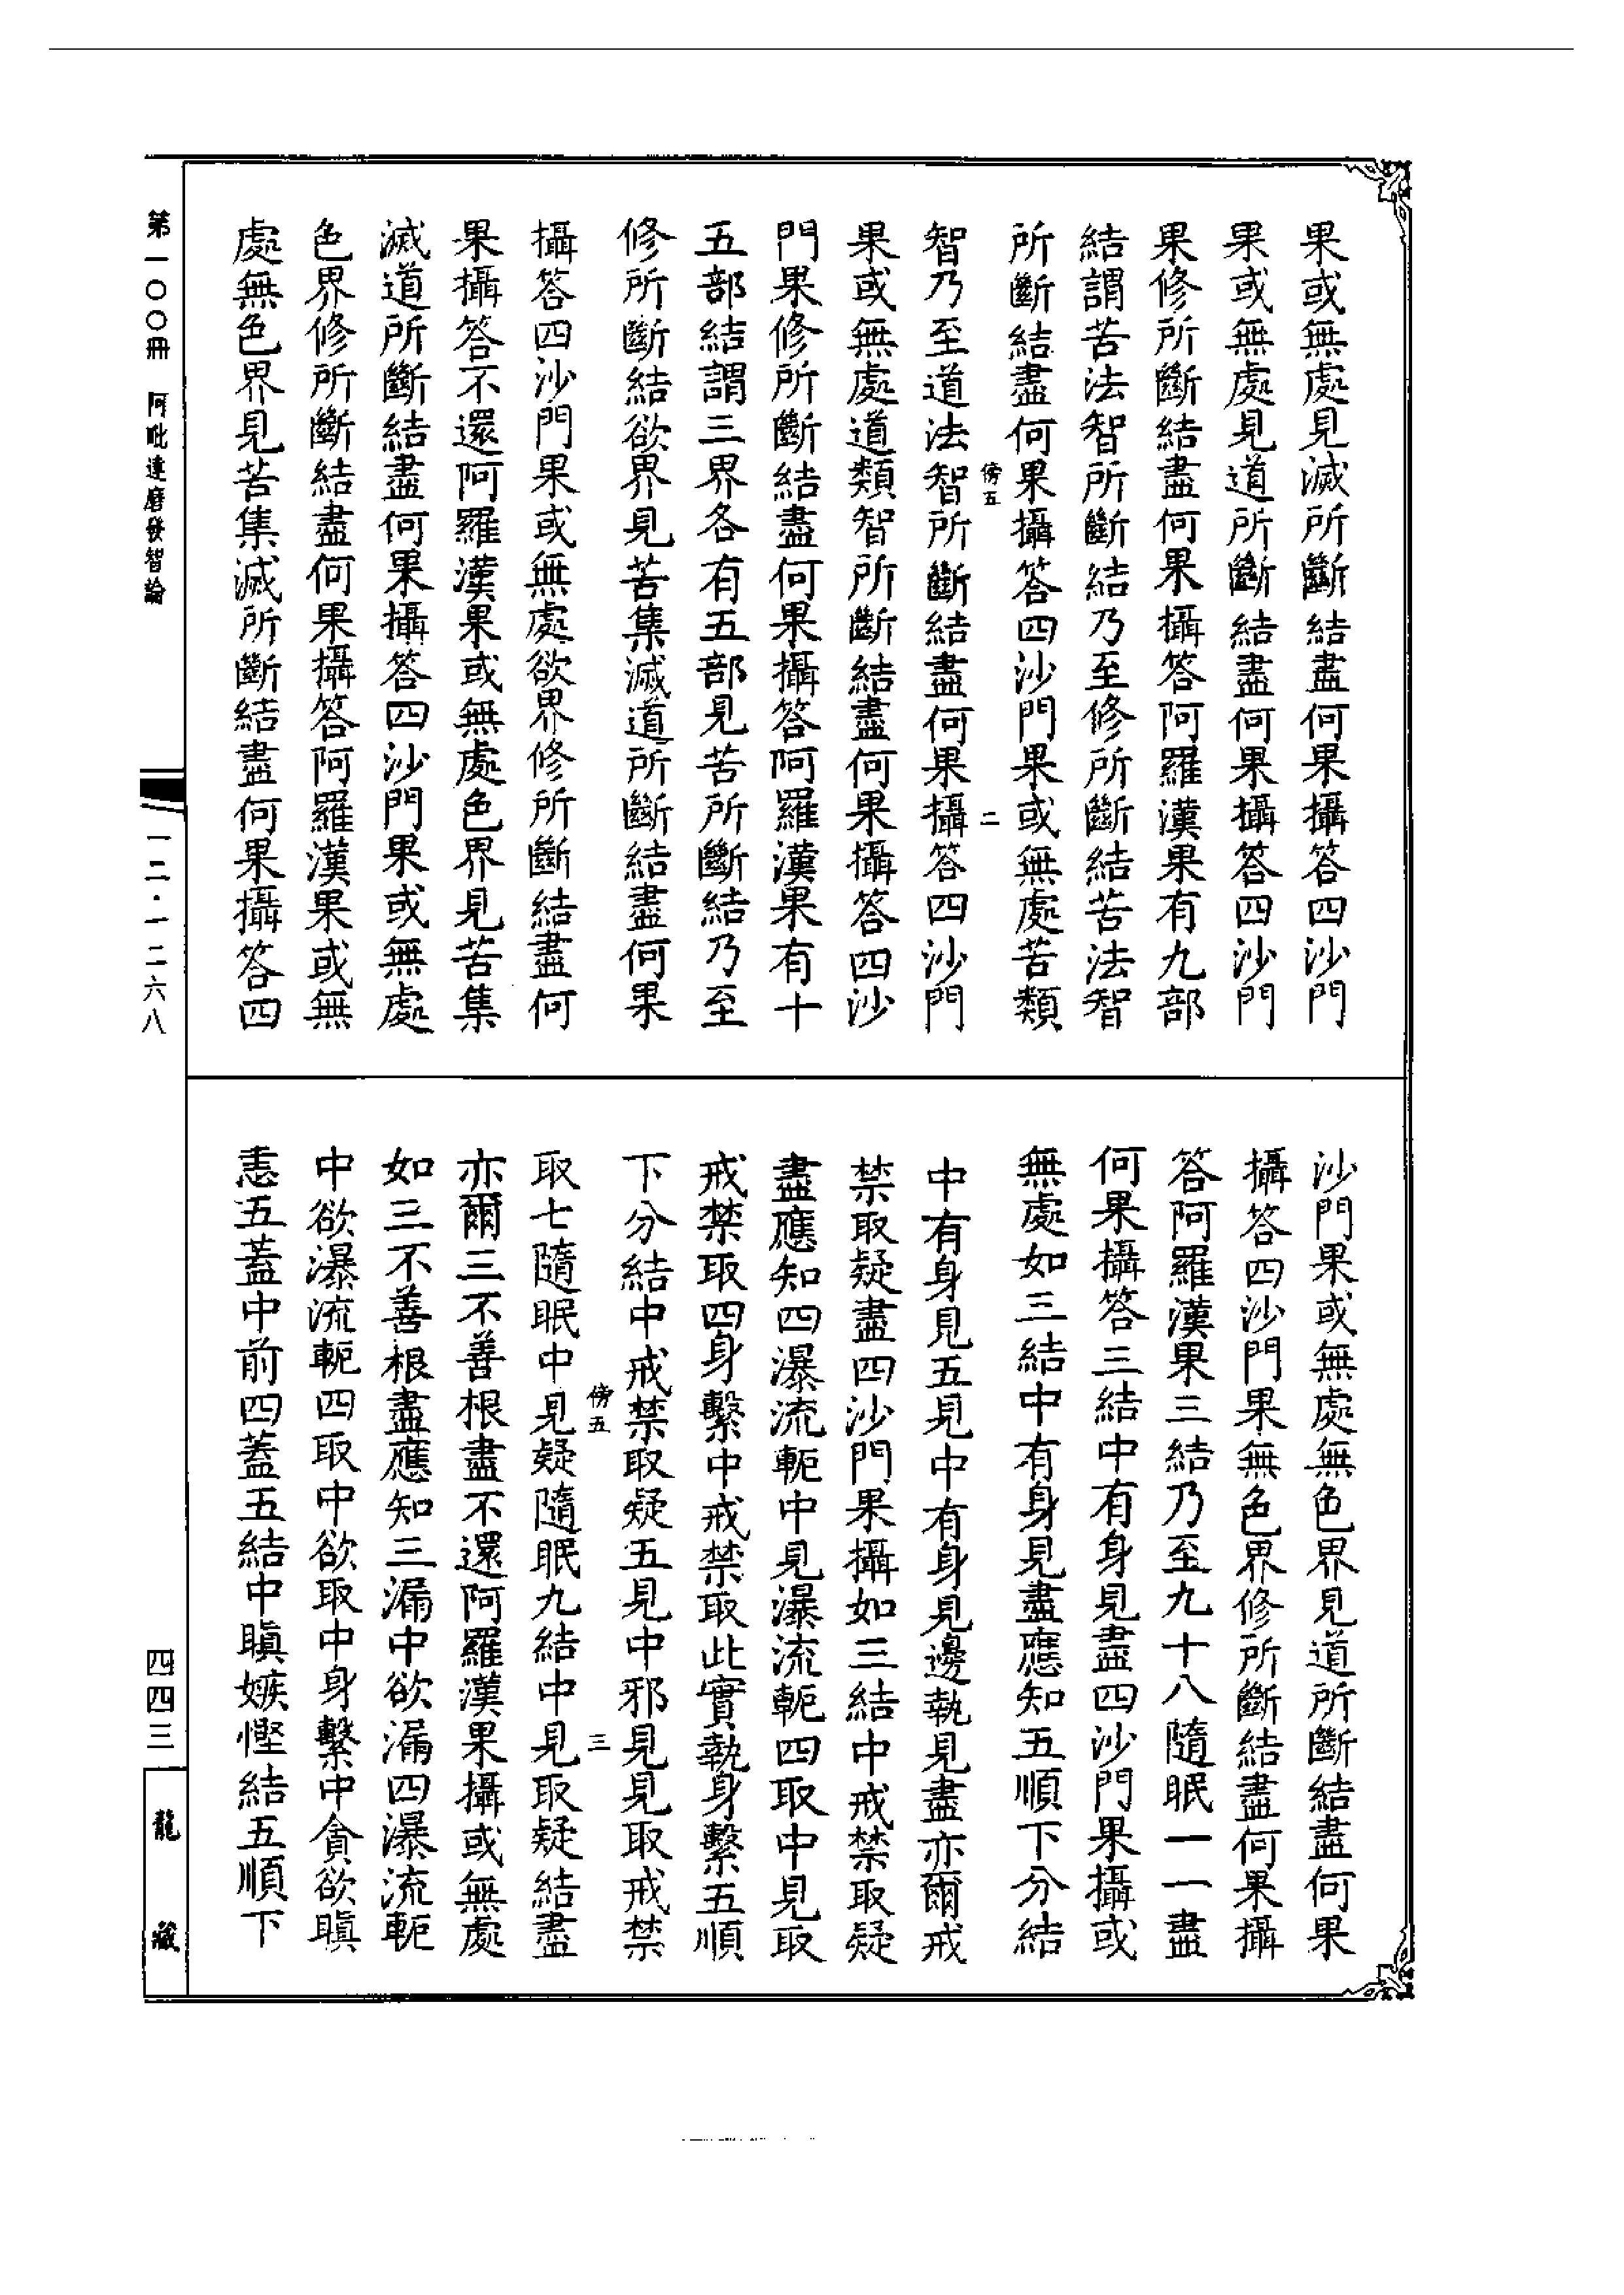 果或無處見滅所斷結盡何果攝答四沙門
果或無處見道所斷結盡何果攝答四沙門
果修所斷結盡何果攝答阿羅漢果有九部
結謂苦法智所斷結乃至修所斷結苦法智
所斷結盡何果攝答四沙門果或無處苦類
傍五
二
智乃至道法智所斷結盡何果攝答四沙門
果或無處道類智所斷結盡何果攝答四沙
門果修所斷結盡何果攝答阿羅漢果有十
五部結謂三界各有五部見苦所斷結乃至
修所斷結欲界見苦集滅道所斷結盡何果
攝答四沙門果或無處欲界修所斷結盡何
果攝答不還阿羅漢果或無處色界見苦集
滅道所斷結盡何果攝答四沙門果或無處
色界修所斷結盡何果攝答阿羅漢果或無
處無色界見苦集滅所斷結盡何果攝答四
沙門果或無處無色界見道所斷結盡何果
攝答四沙門果無色界修所斷結盡何果攝
答阿羅漢果三結乃至九十八隨眠一一盡
何果攝答三結中有身見盡四沙門果攝或
無處如三結中有身見盡應知五順下分結
中有身見五見中有身見邊執見盡亦爾戒
禁取疑盡四沙門果攝如三結中戒禁取疑
盡應知四瀑流軛中見瀑流軛四取中見取
戒禁取四身繫中戒禁取此實執身繫五順
下分結中戒禁取疑五見中邪見見取戒禁
傍五
三
取七隨眠中見疑隨眠九結中見取疑結盡
亦爾三不善根盡不還阿羅漢果攝或無處
如三不善根盡應知三漏中欲漏四瀑流軛
中欲瀑流軛四取中欲取中身繫中貪欲瞋
恚五蓋中前四蓋五結中瞋嫉慳結五順下
第一〇〇冊 阿毗達磨發智論
一二·一二六八
四四三
龍藏